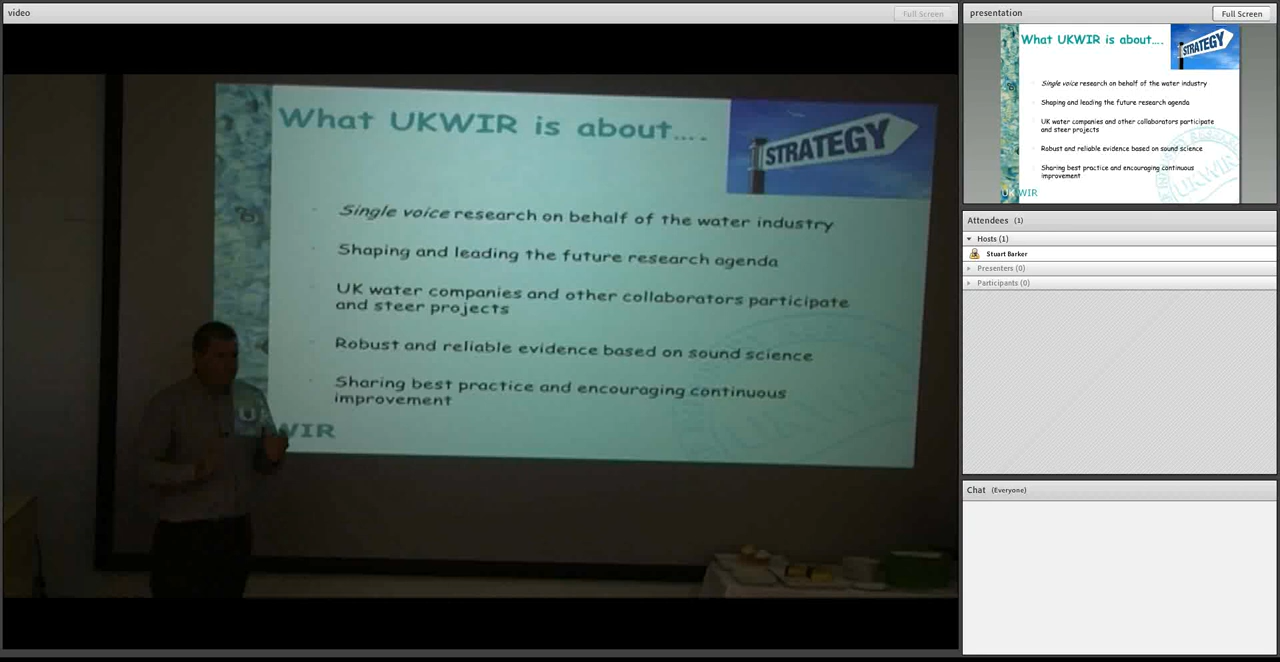 video
Full Screen
What UKWIR is about....
STRATEGY
Single voice research on behalf of the water industry
Shaping and leading the future research agenda
UK water companies and other collaborators participate
and steer projects
Robust and reliable evidence based on sound science
Sharing best practice and encouraging continuous
improvement
UKWIR
presentation
Full Screen
What UKWIR is about....
STRATEGY
Single voice research on behalf of the water industry
Shaping and leading the future research agenda
UK water companies and other collaborators participate
and steer projects
Robust and reliable evidence based on sound science
Sharing best practice and encouraging continuous
improvement
UKWIR
UKWIR
Attendees (1)
Hosts (1)
Stuart Barker
Presenters (0)
Participants (0)
Chat (Everyone)